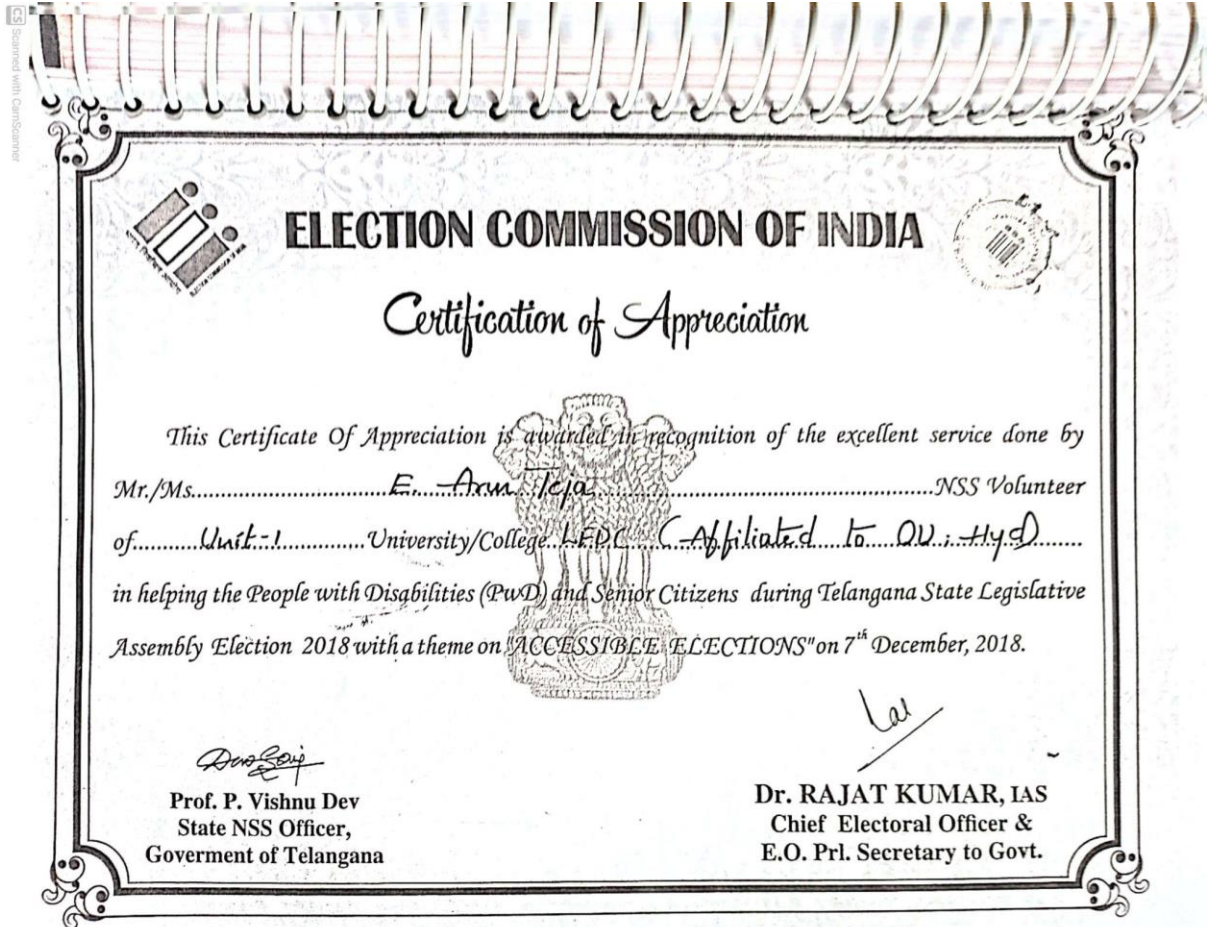 CS Scanned with CamScanner
ELECTION COMMISSION OF INDIA
Certification of Appreciation
This Certificate Of Appreciation is awarded in recognition of the excellent service done by
Mr./Ms. E. Arun Teja NSS Volunteer
of Unit-1 University/College LFDC (Affiliated to OU; Hyd)
in helping the People with Disabilities (PwD) and Senior Citizens during Telangana State Legislative
Assembly Election 2018 with a theme on "ACCESSIBLE ELECTIONS" on 7th December, 2018.
Prof. P. Vishnu Dev
State NSS Officer,
Goverment of Telangana
Dr. RAJAT KUMAR, IAS
Chief Electoral Officer &
E.O. Prl. Secretary to Govt.